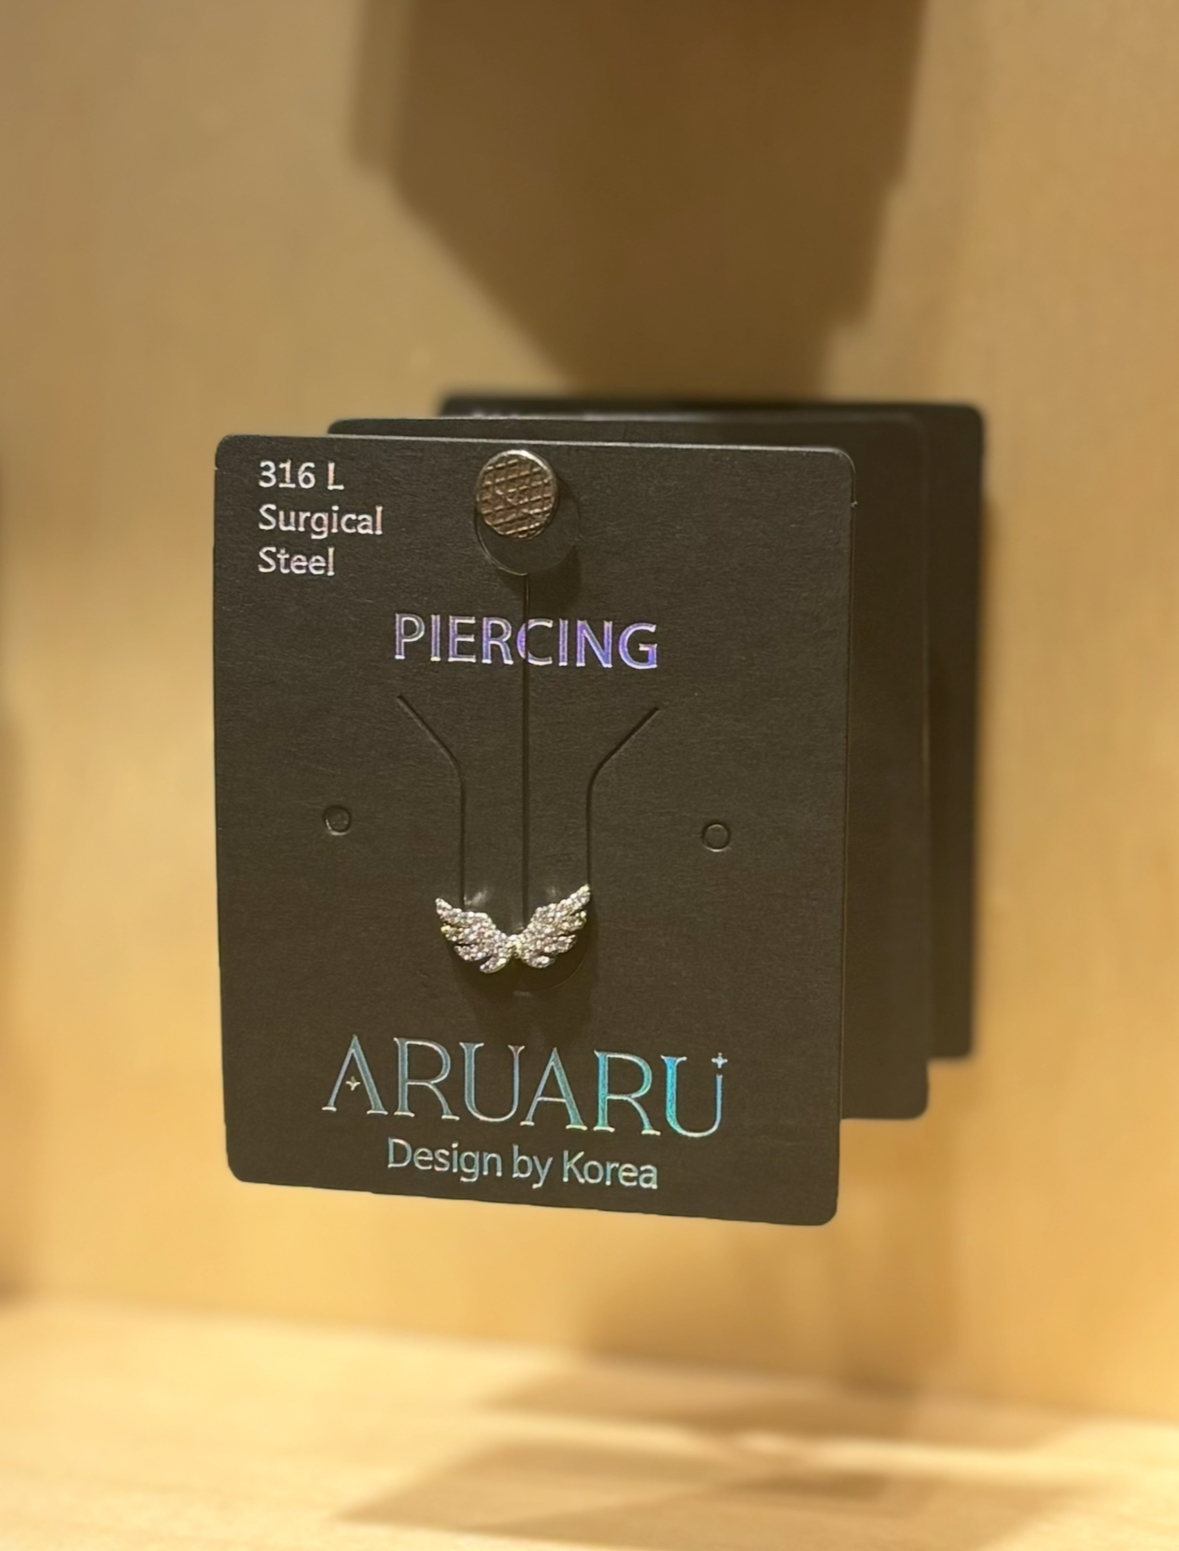 316 L
Surgical
Steel
PIERCING
ARUARU
Design by Korea